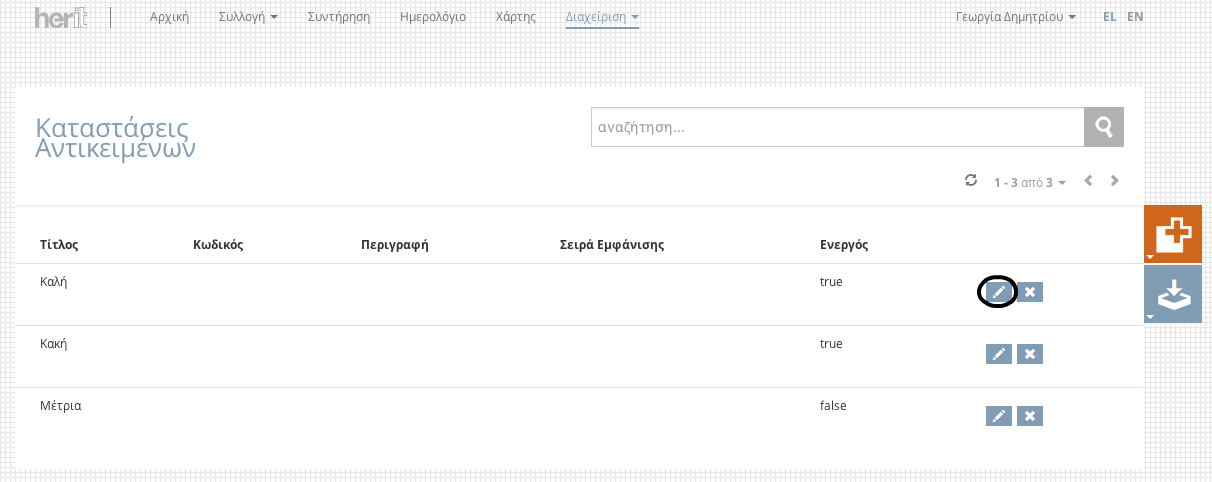 herit Αρχική Συλλογή Συντήρηση Ημερολόγιο Χάρτης Διαχείριση Γεωργία Δημητρίου EL EN
Καταστάσεις
Αντικειμένων
αναζήτηση...
1 - 3 από 3
Τίτλος Κωδικός Περιγραφή Σειρά Εμφάνισης Ενεργός
Καλή true
Κακή true
Μέτρια false